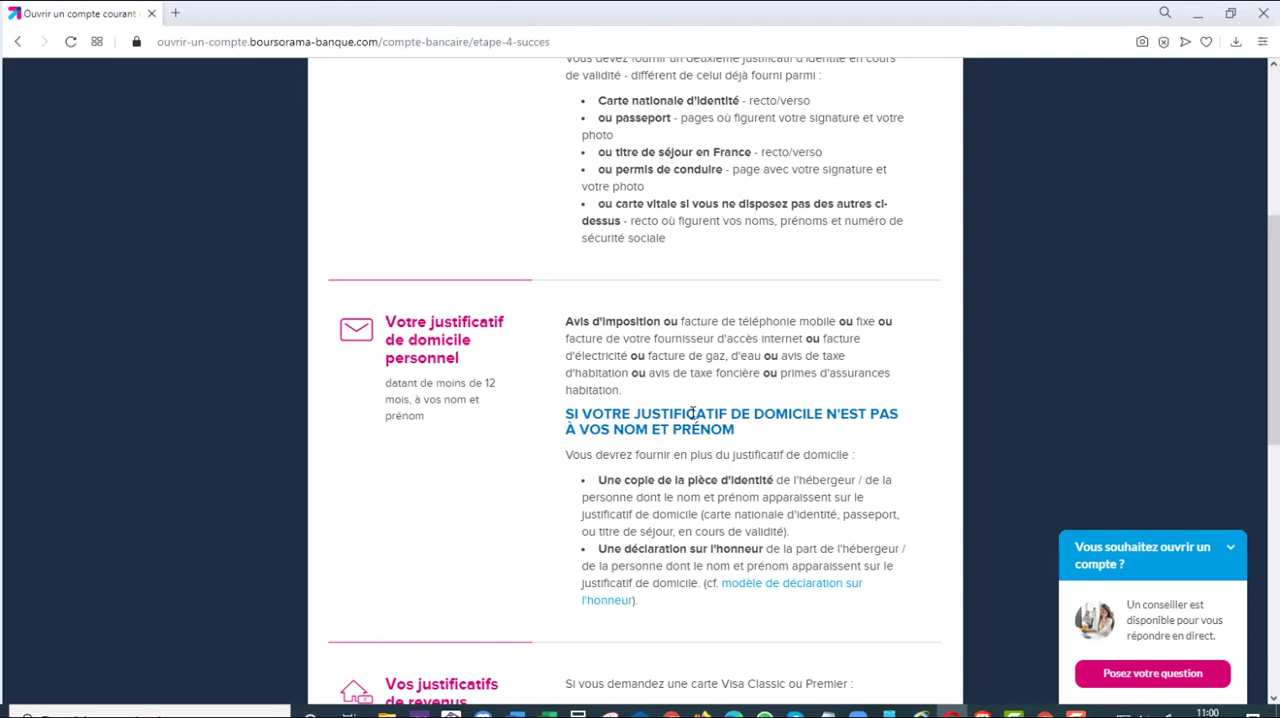 Ouvrir un compte courant
ouvrir-un-compte.boursorama-banque.com/compte-bancaire/etape-4-succes
Vous devez fournir un deuxième justificatif d'identité en cours
de validité - différent de celui déjà fourni parmi :
• Carte nationale d'identité - recto/verso
• ou passeport - pages où figurent votre signature et votre
photo
• ou titre de séjour en France - recto/verso
• ou permis de conduire - page avec votre signature et
votre photo
• ou carte vitale si vous ne disposez pas des autres ci-
dessus - recto où figurent vos noms, prénoms et numéro de
sécurité sociale
Votre justificatif
de domicile
personnel
datant de moins de 12
mois, à vos nom et
prénom
Avis d'imposition ou facture de téléphonie mobile ou fixe ou
facture de votre fournisseur d'accès internet ou facture
d'électricité ou facture de gaz, d'eau ou avis de taxe
d'habitation ou avis de taxe foncière ou primes d'assurances
habitation.
SI VOTRE JUSTIFICATIF DE DOMICILE N'EST PAS
À VOS NOM ET PRÉNOM
Vous devrez fournir en plus du justificatif de domicile :
• Une copie de la pièce d'identité de l'hébergeur / de la
personne dont le nom et prénom apparaissent sur le
justificatif de domicile (carte nationale d'identité, passeport,
ou titre de séjour, en cours de validité).
• Une déclaration sur l'honneur de la part de l'hébergeur /
de la personne dont le nom et prénom apparaissent sur le
justificatif de domicile. (cf. modèle de déclaration sur
l'honneur).
Vos justificatifs
de revenus
Si vous demandez une carte Visa Classic ou Premier :
Vous souhaitez ouvrir un
compte ?
Un conseiller est
disponible pour vous
répondre en direct.
Posez votre question
11:00